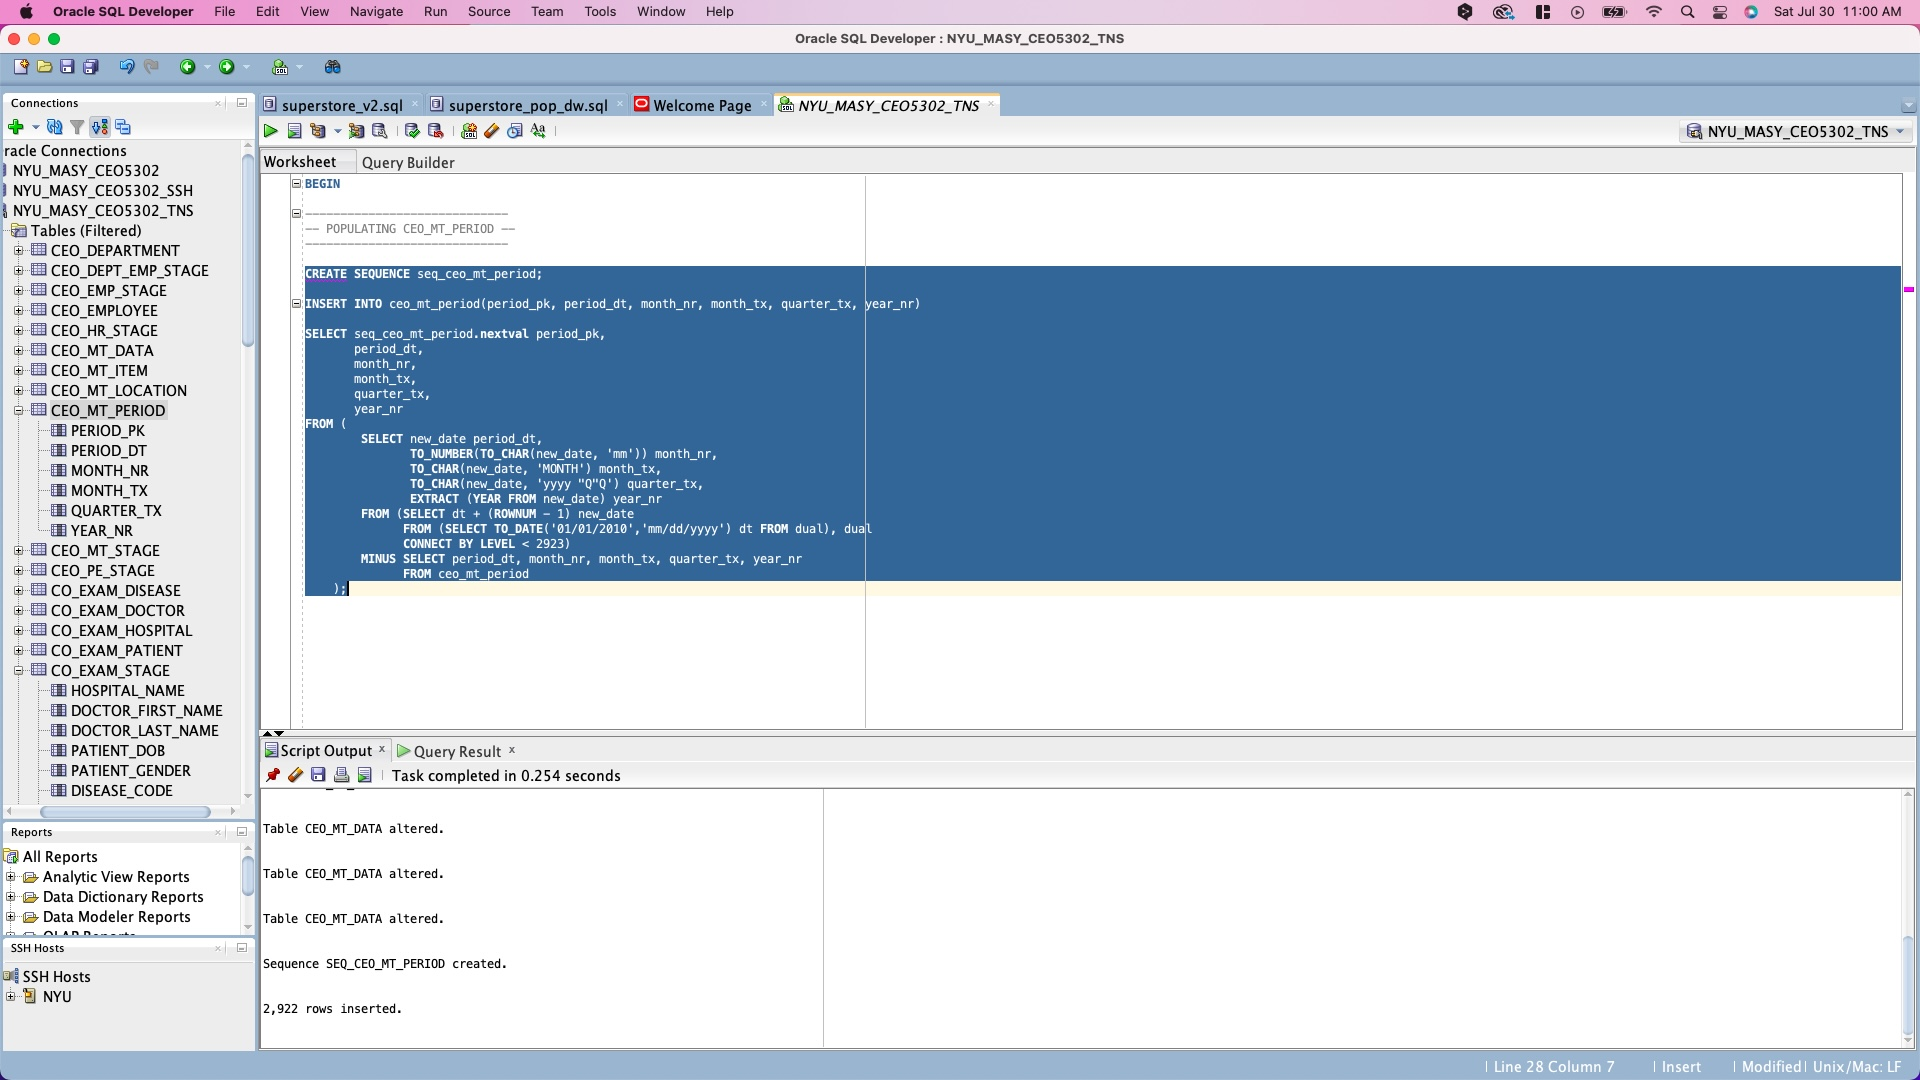 Oracle SQL Developer File Edit View Navigate Run Source Team Tools Window Help Sat Jul 30 11:00 AM
Oracle SQL Developer : NYU_MASY_CEO5302_TNS
Connections
racle Connections
NYU_MASY_CEO5302
NYU_MASY_CEO5302_SSH
NYU_MASY_CEO5302_TNS
Tables (Filtered)
CEO_DEPARTMENT
CEO_DEPT_EMP_STAGE
CEO_EMP_STAGE
CEO_EMPLOYEE
CEO_HR_STAGE
CEO_MT_DATA
CEO_MT_ITEM
CEO_MT_LOCATION
CEO_MT_PERIOD
PERIOD_PK
PERIOD_DT
MONTH_NR
MONTH_TX
QUARTER_TX
YEAR_NR
CEO_MT_STAGE
CEO_PE_STAGE
CO_EXAM_DISEASE
CO_EXAM_DOCTOR
CO_EXAM_HOSPITAL
CO_EXAM_PATIENT
CO_EXAM_STAGE
HOSPITAL_NAME
DOCTOR_FIRST_NAME
DOCTOR_LAST_NAME
PATIENT_DOB
PATIENT_GENDER
DISEASE_CODE
Reports
All Reports
Analytic View Reports
Data Dictionary Reports
Data Modeler Reports
SSH Hosts
SSH Hosts
NYU
superstore_v2.sql superstore_pop_dw.sql Welcome Page NYU_MASY_CEO5302_TNS
NYU_MASY_CEO5302_TNS
Worksheet Query Builder
BEGIN
-----------------------------
-- POPULATING CEO_MT_PERIOD --
-----------------------------
CREATE SEQUENCE seq_ceo_mt_period;
INSERT INTO ceo_mt_period(period_pk, period_dt, month_nr, month_tx, quarter_tx, year_nr)
SELECT seq_ceo_mt_period.nextval period_pk,
period_dt,
month_nr,
month_tx,
quarter_tx,
year_nr
FROM (
SELECT new_date period_dt,
TO_NUMBER(TO_CHAR(new_date, 'mm')) month_nr,
TO_CHAR(new_date, 'MONTH') month_tx,
TO_CHAR(new_date, 'yyyy "Q"Q') quarter_tx,
EXTRACT (YEAR FROM new_date) year_nr
FROM (SELECT dt + (ROWNUM - 1) new_date
FROM (SELECT TO_DATE('01/01/2010','mm/dd/yyyy') dt FROM dual), dual
CONNECT BY LEVEL < 2923)
MINUS SELECT period_dt, month_nr, month_tx, quarter_tx, year_nr
FROM ceo_mt_period
);
Script Output Query Result
Task completed in 0.254 seconds
Table CEO_MT_DATA altered.
Table CEO_MT_DATA altered.
Table CEO_MT_DATA altered.
Sequence SEQ_CEO_MT_PERIOD created.
2,922 rows inserted.
Line 28 Column 7 Insert Modified Unix/Mac: LF